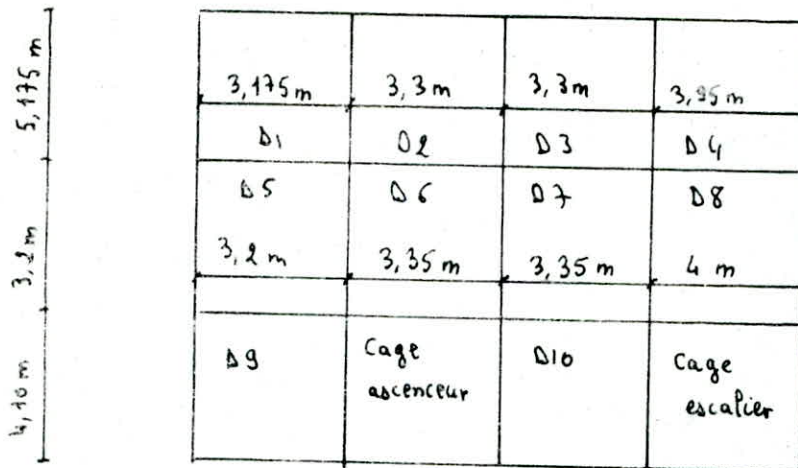 5,175 m
3,175 m 3,3 m 3,3 m 3,95 m
D1 D2 D3 D4
D5 D6 D7 D8
3,2 m
3,2 m 3,35 m 3,35 m 4 m
4,10 m
D9 Cage D10 Cage
ascenceur escalier